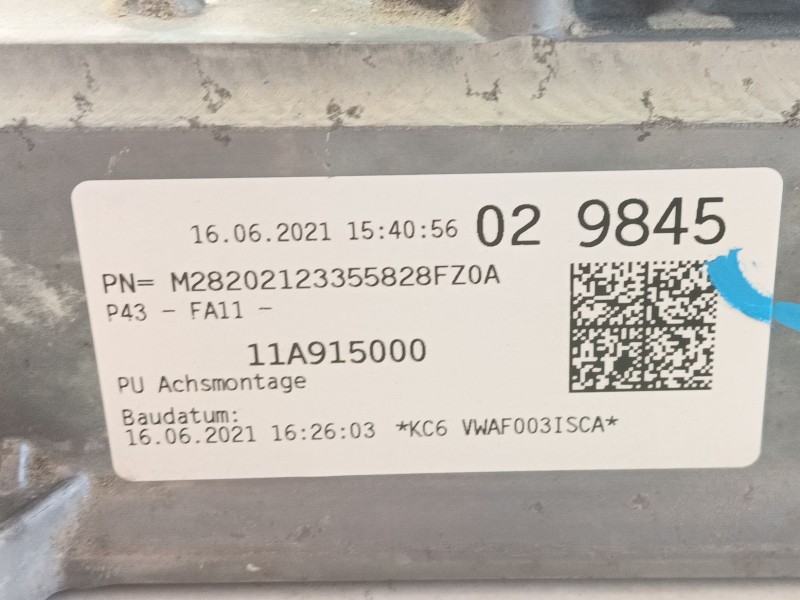 16.06.2021 15:40:56 02 9845
PN= M28202123355828FZ0A
P43 - FA11 -
11A915000
PU Achsmontage
Baudatum:
16.06.2021 16:26:03 *KC6 VWAF003ISCA*